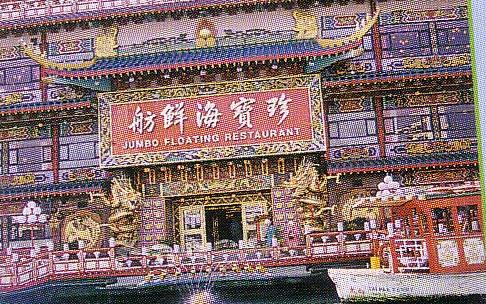 舫鮮海寶珍
JUMBO FLOATING RESTAURANT